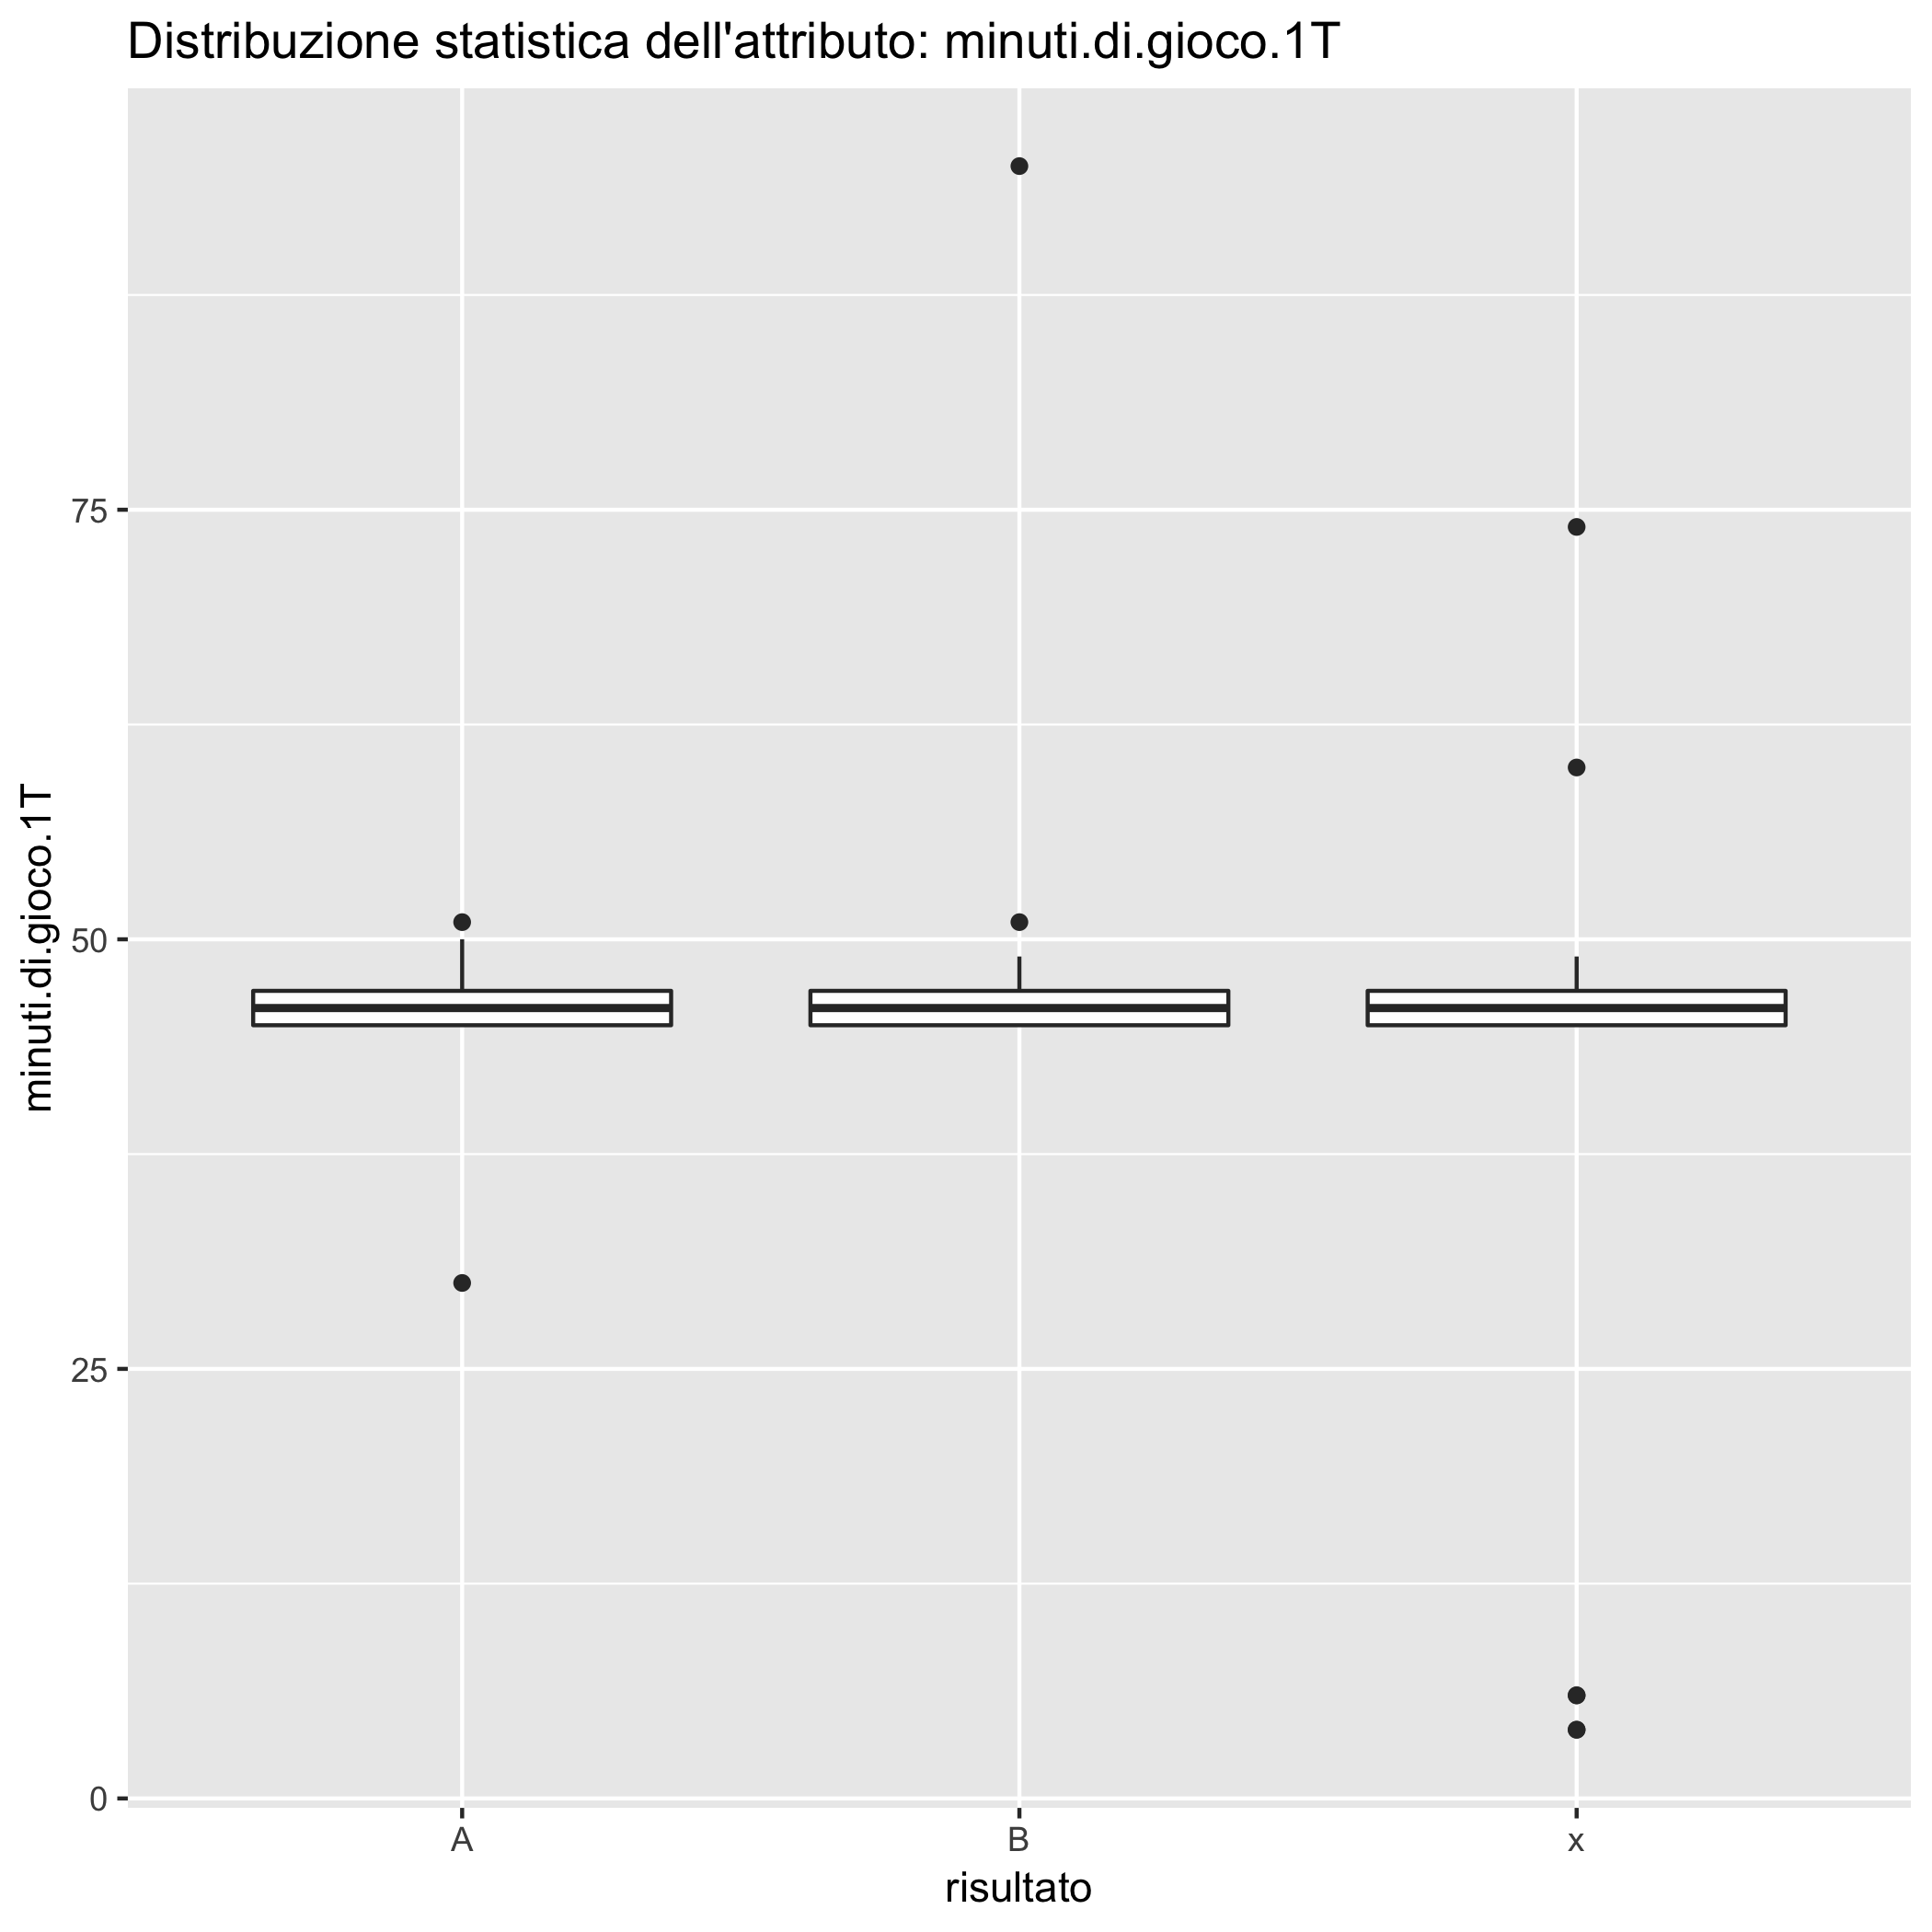 Distribuzione statistica dell'attributo: minuti.di.gioco.1T
minuti.di.gioco.1T
75
50
25
0
A
B
x
risultato